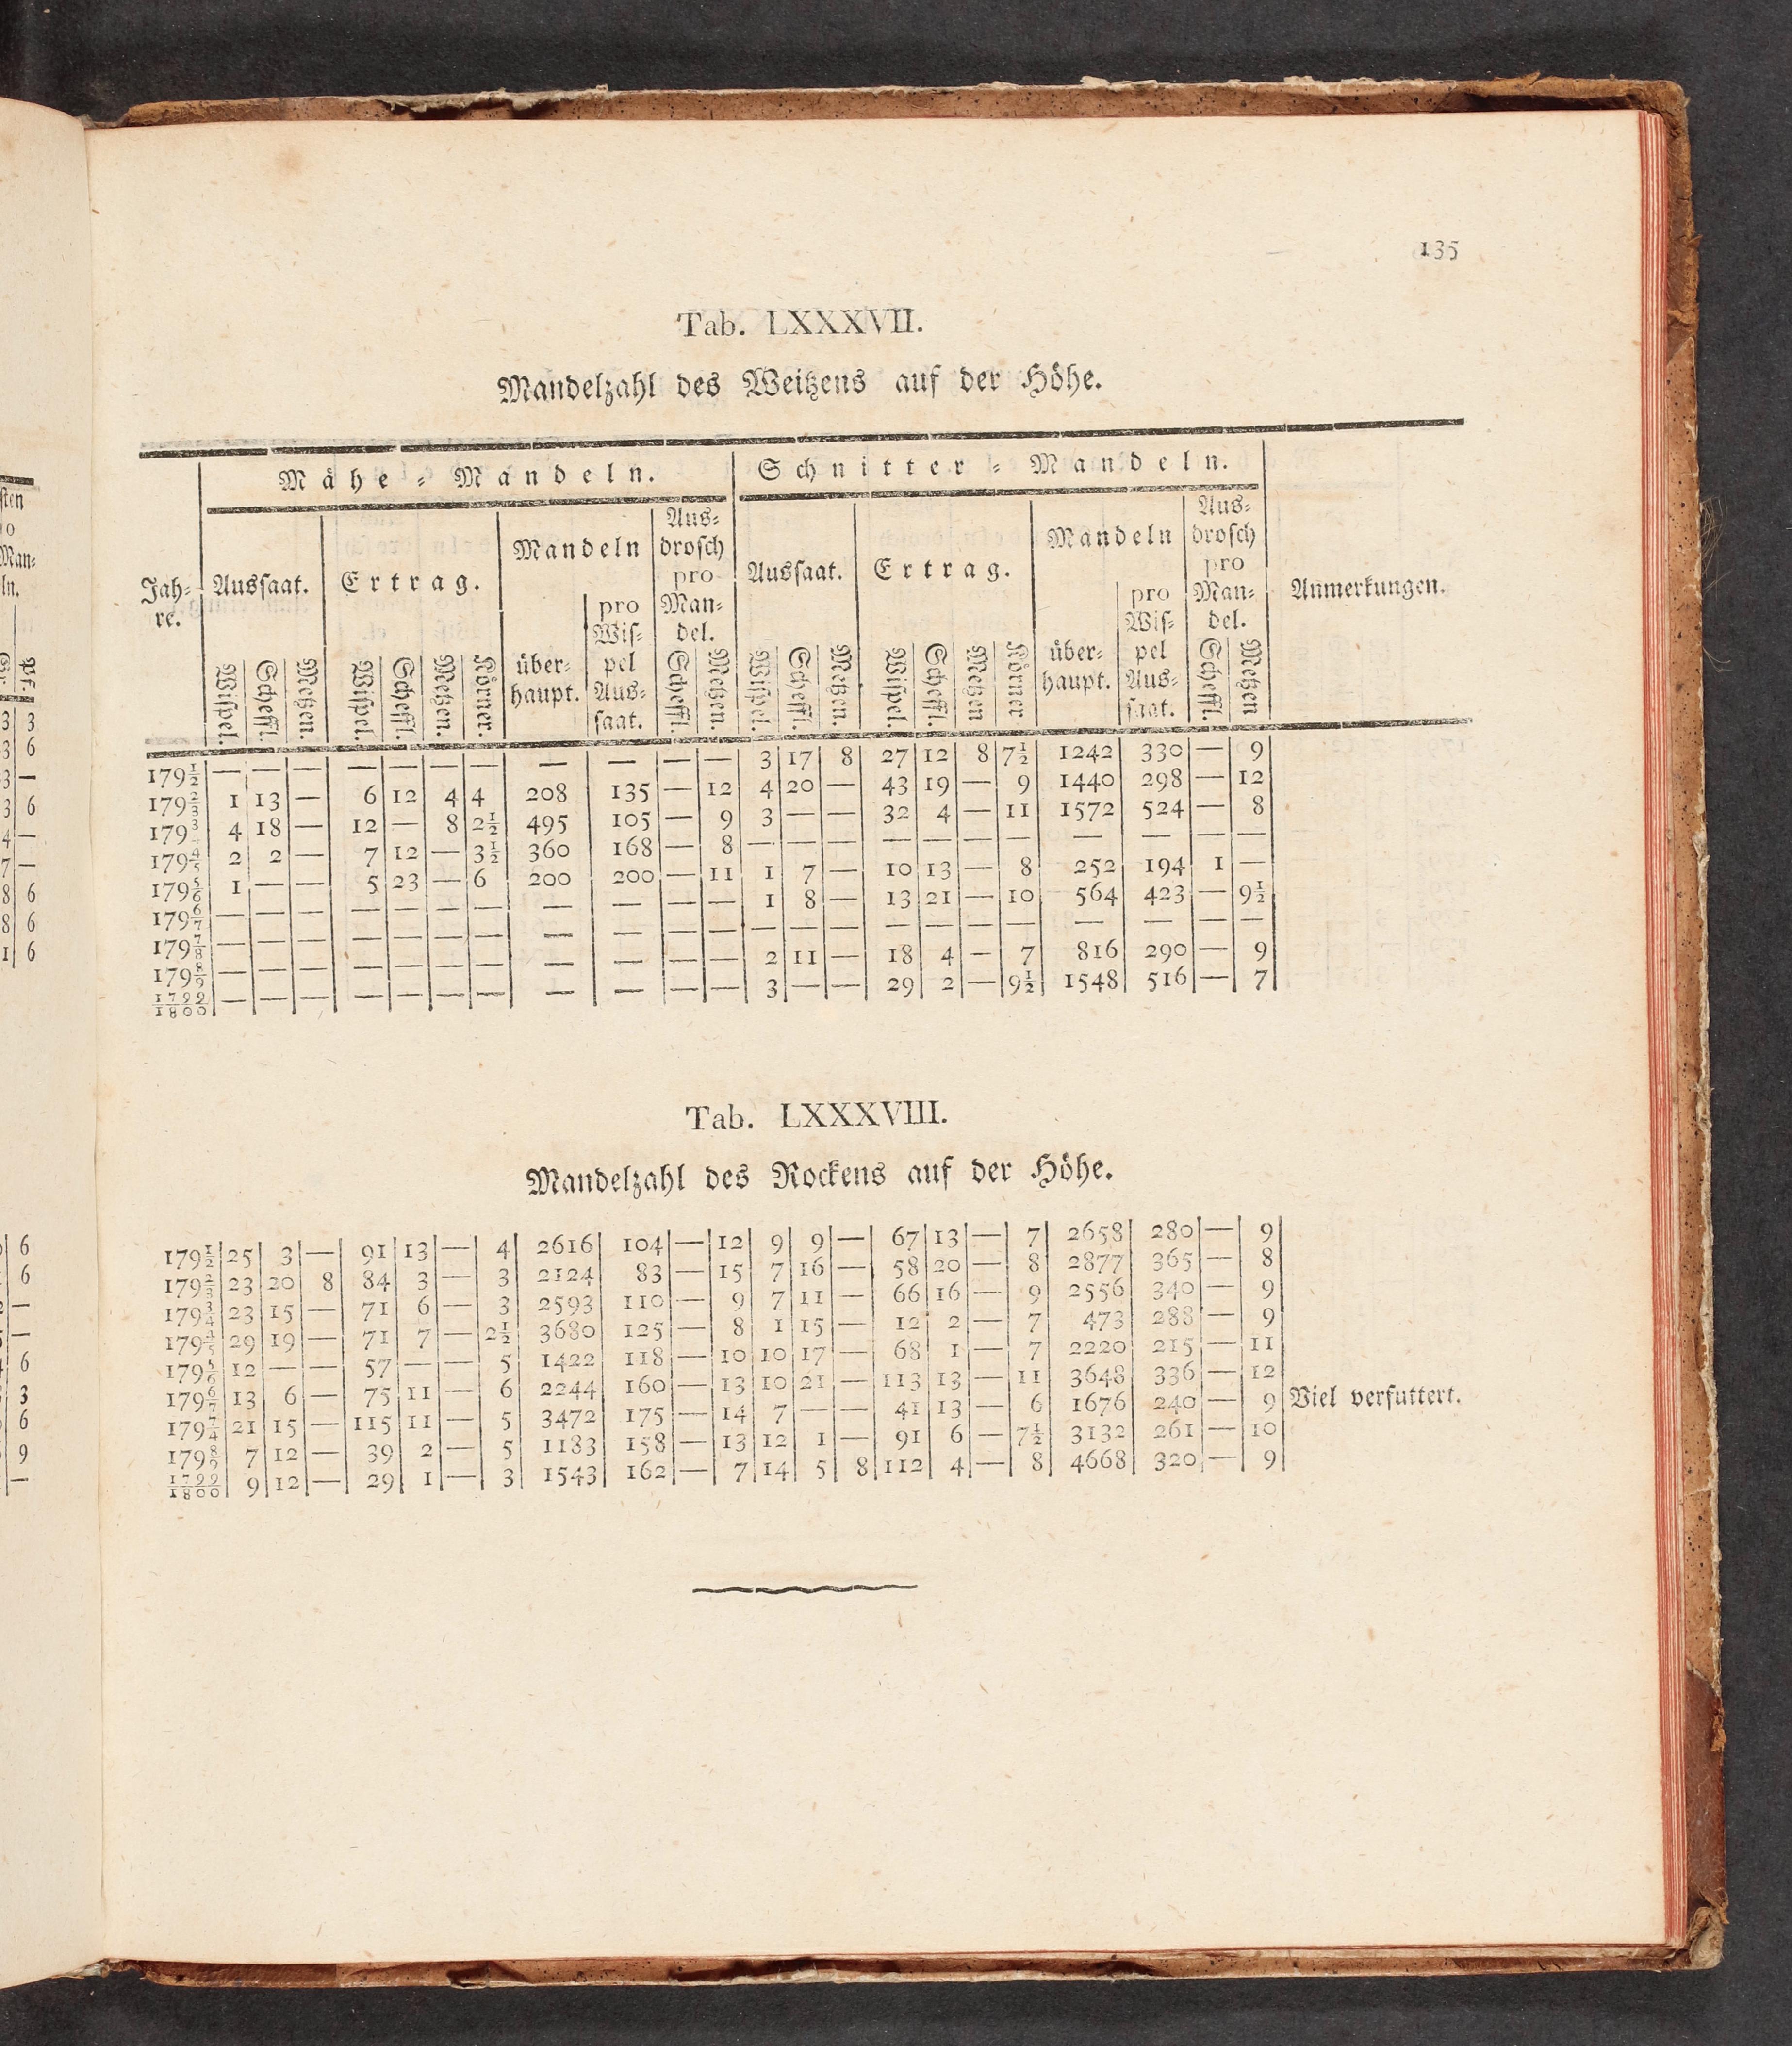 135
Tab. LXXXVII.
Mandelzahl des Weitzens auf der Höhe.
Jahre. | Mähe-Mandeln. | Schnitter-Mandeln. | Anmerkungen.
Aussaat. | Ertrag. | Mandeln | Ausdrosch pro Mandel. | Aussaat. | Ertrag. | Mandeln | Ausdrosch pro Mandel.
Wispel. | Scheffl. | Metzen. | Wispel. | Scheffl. | Metzen. | Körner. | überhaupt. | pro Wispel Aussaat. | Scheffl. | Metzen. | Wispel. | Scheffl. | Metzen. | Wispel. | Scheffl. | Metzen | Körner | überhaupt. | pro Wispel Aussaat. | Scheffl. | Metzen
179½ | — | — | — | — | — | — | — | — | — | — | — | 3 | 17 | 8 | 27 | 12 | 8 | 7½ | 1242 | 330 | — | 9
179⅔ | 1 | 13 | — | 6 | 12 | 4 | 4 | 208 | 135 | — | 12 | 4 | 20 | — | 43 | 19 | — | 9 | 1440 | 298 | — | 12
179¾ | 4 | 18 | — | 12 | — | 8 | 2½ | 495 | 105 | — | 9 | 3 | — | — | 32 | 4 | — | 11 | 1572 | 524 | — | 8
179⅘ | 2 | 2 | — | 7 | 12 | — | 3½ | 360 | 168 | — | 8 | — | — | — | — | — | — | — | — | — | — | —
179⅚ | 1 | — | — | 5 | 23 | — | 6 | 200 | 200 | — | 11 | 1 | 7 | — | 10 | 13 | — | 8 | 252 | 194 | 1 | —
179 6/7 | — | — | — | — | — | — | — | — | — | — | — | 1 | 8 | — | 13 | 21 | — | 10 | 564 | 423 | — | 9½
179⅞ | — | — | — | — | — | — | — | — | — | — | — | — | — | — | — | — | — | — | — | — | — | —
179 8/9 | — | — | — | — | — | — | — | — | — | — | — | 2 | 11 | — | 18 | 4 | — | 7 | 816 | 290 | — | 9
1799/1800 | — | — | — | — | — | — | — | — | — | — | — | 3 | — | — | 29 | 2 | — | 9½ | 1548 | 516 | — | 7
Tab. LXXXVIII.
Mandelzahl des Rockens auf der Höhe.
179½ | 25 | 3 | — | 91 | 13 | — | 4 | 2616 | 104 | — | 12 | 9 | 9 | — | 67 | 13 | — | 7 | 2658 | 280 | — | 9
179⅔ | 23 | 20 | 8 | 84 | 3 | — | 3 | 2124 | 83 | — | 15 | 7 | 16 | — | 58 | 20 | — | 8 | 2877 | 365 | — | 8
179¾ | 23 | 15 | — | 71 | 6 | — | 3 | 2593 | 110 | — | 9 | 7 | 11 | — | 66 | 16 | — | 9 | 2556 | 340 | — | 9
179⅘ | 29 | 19 | — | 71 | 7 | — | 2½ | 3680 | 125 | — | 8 | 1 | 15 | — | 12 | 2 | — | 7 | 473 | 288 | — | 9
179⅚ | 12 | — | — | 57 | — | — | 5 | 1422 | 118 | — | 10 | 10 | 17 | — | 68 | 1 | — | 7 | 2220 | 215 | — | 11
179 6/7 | 13 | 6 | — | 75 | 11 | — | 6 | 2244 | 160 | — | 13 | 10 | 21 | — | 113 | 13 | — | 11 | 3648 | 336 | — | 12
179 7/4 | 21 | 15 | — | 115 | 11 | — | 5 | 3472 | 175 | — | 14 | 7 | — | — | 41 | 13 | — | 6 | 1676 | 240 | — | 9 | Viel verfuttert.
179 8/9 | 7 | 12 | — | 39 | 2 | — | 5 | 1183 | 158 | — | 13 | 12 | 1 | — | 91 | 6 | — | 7½ | 3132 | 261 | — | 10
1799/1800 | 9 | 12 | — | 29 | 1 | — | 3 | 1543 | 162 | — | 7 | 14 | 5 | 8 | 112 | 4 | — | 8 | 4668 | 320 | — | 9